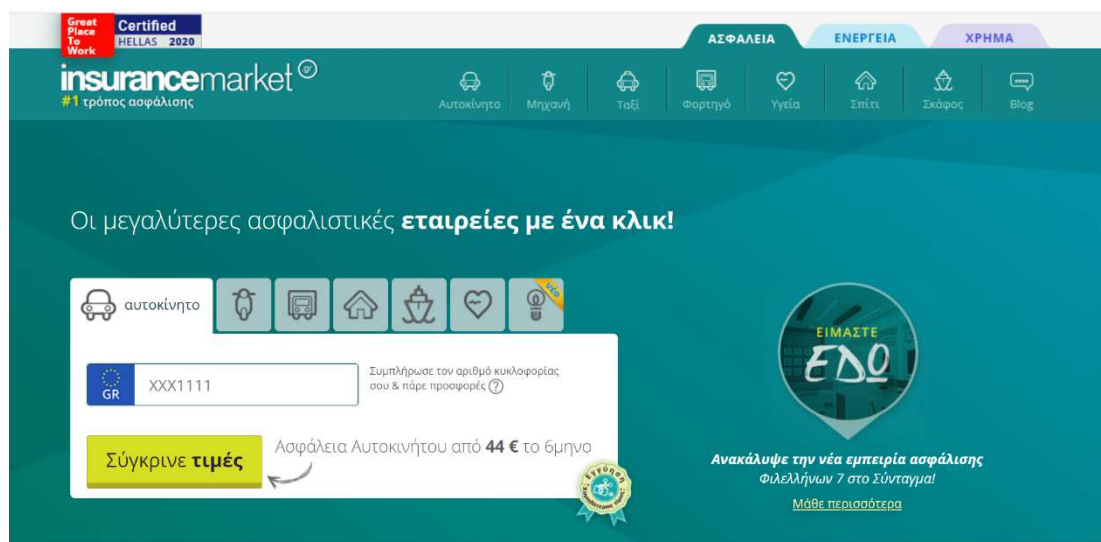 Great
Place
To
Work
Certified
HELLAS 2020
ΑΣΦΑΛΕΙΑ
ΕΝΕΡΓΕΙΑ
ΧΡΗΜΑ
insurancemarket gr
#1 τρόπος ασφάλισης
Αυτοκίνητο
Μηχανή
Ταξί
Φορτηγό
Υγεία
Σπίτι
Σκάφος
Blog
Οι μεγαλύτερες ασφαλιστικές εταιρείες με ένα κλικ!
αυτοκίνητο
νέο
GR
XXX1111
Συμπλήρωσε τον αριθμό κυκλοφορίας
σου & πάρε προσφορές ?
Σύγκρινε τιμές
Ασφάλεια Αυτοκινήτου από 44 € το 6μηνο
Εγγύηση
ΕΙΜΑΣΤΕ
ΕΔΩ
Ανακάλυψε την νέα εμπειρία ασφάλισης
Φιλελλήνων 7 στο Σύνταγμα!
Μάθε περισσότερα